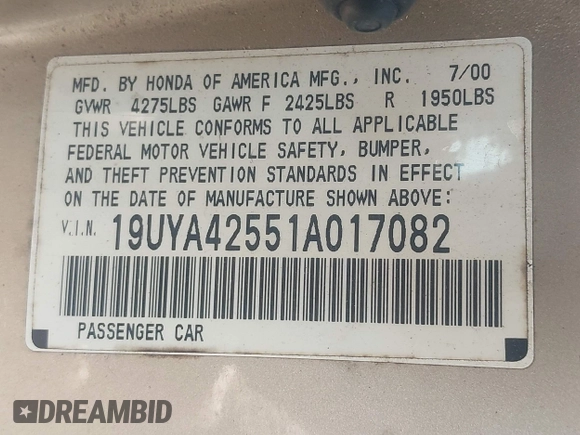 MFD. BY HONDA OF AMERICA MFG., INC. 7/00
GVWR 4275LBS GAWR F 2425LBS R 1950LBS
THIS VEHICLE CONFORMS TO ALL APPLICABLE
FEDERAL MOTOR VEHICLE SAFETY, BUMPER,
AND THEFT PREVENTION STANDARDS IN EFFECT
ON THE DATE OF MANUFACTURE SHOWN ABOVE:
V.I.N. 19UYA42551A017082
PASSENGER CAR
DREAMBID